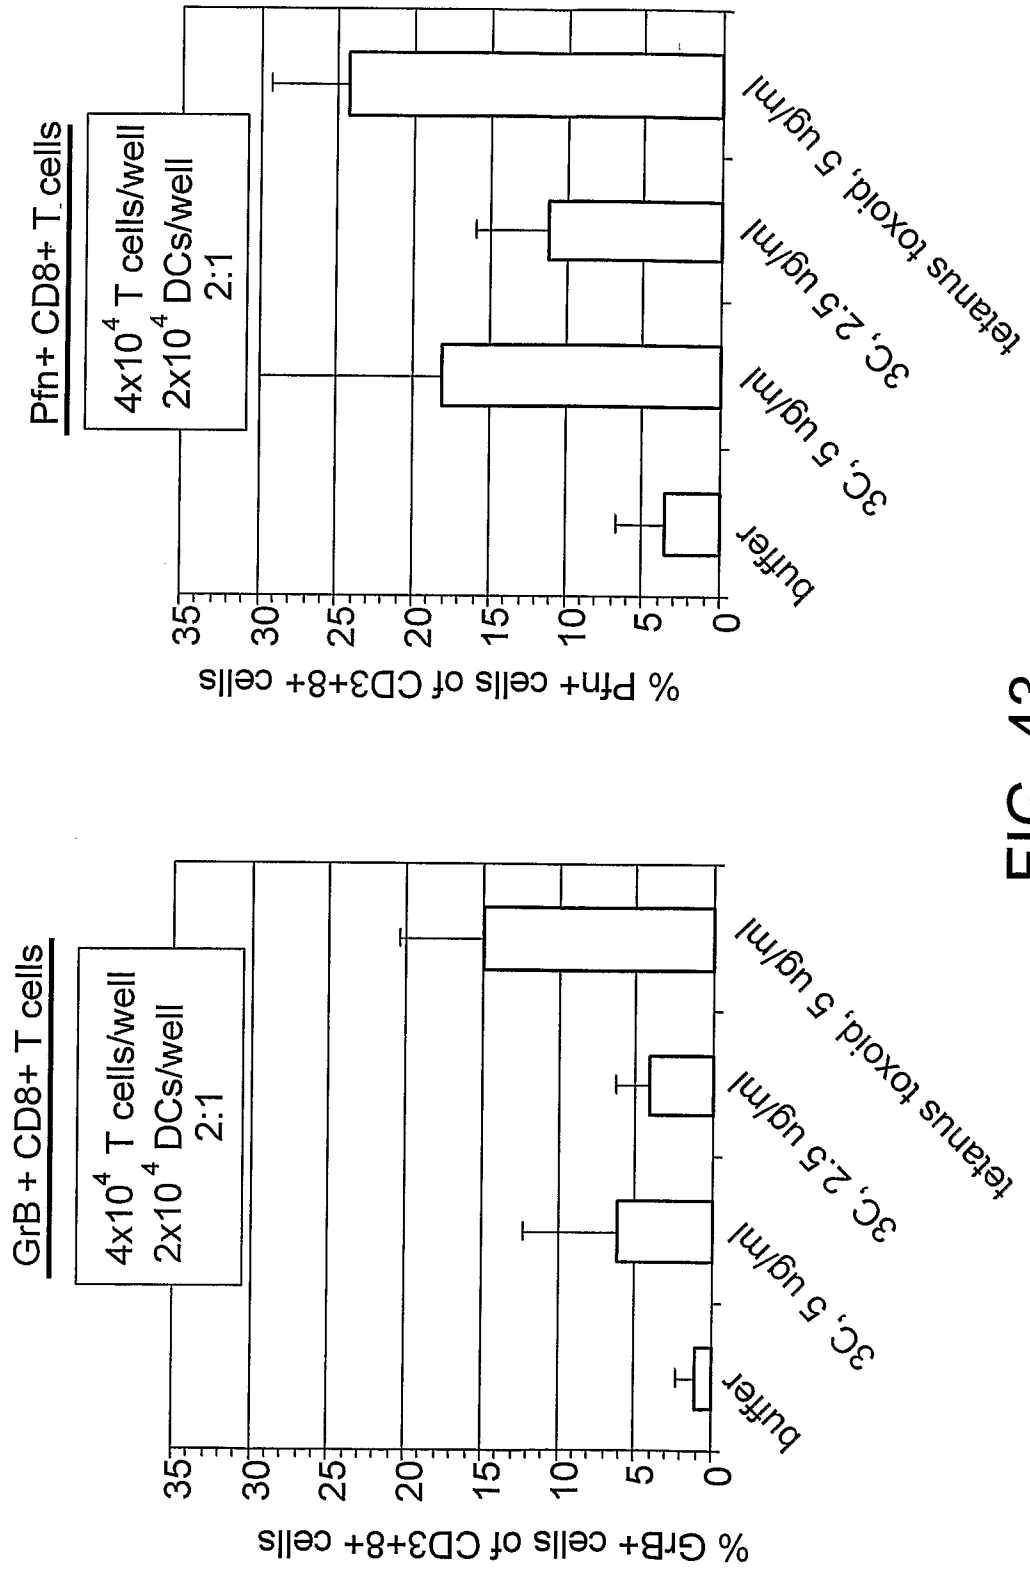 GrB + CD8+ T cells
4x10⁴ T cells/well
2x10⁴ DCs/well
2:1
% GrB+ cells of CD3+8+ cells
35
30
25
20
15
10
5
0
buffer
3C, 5 ug/ml
3C, 2.5 ug/ml
tetanus toxoid, 5 ug/ml
Pfn+ CD8+ T cells
4x10⁴ T cells/well
2x10⁴ DCs/well
2:1
% Pfn+ cells of CD3+8+ cells
35
30
25
20
15
10
5
0
buffer
3C, 5 ug/ml
3C, 2.5 ug/ml
tetanus toxoid, 5 ug/ml